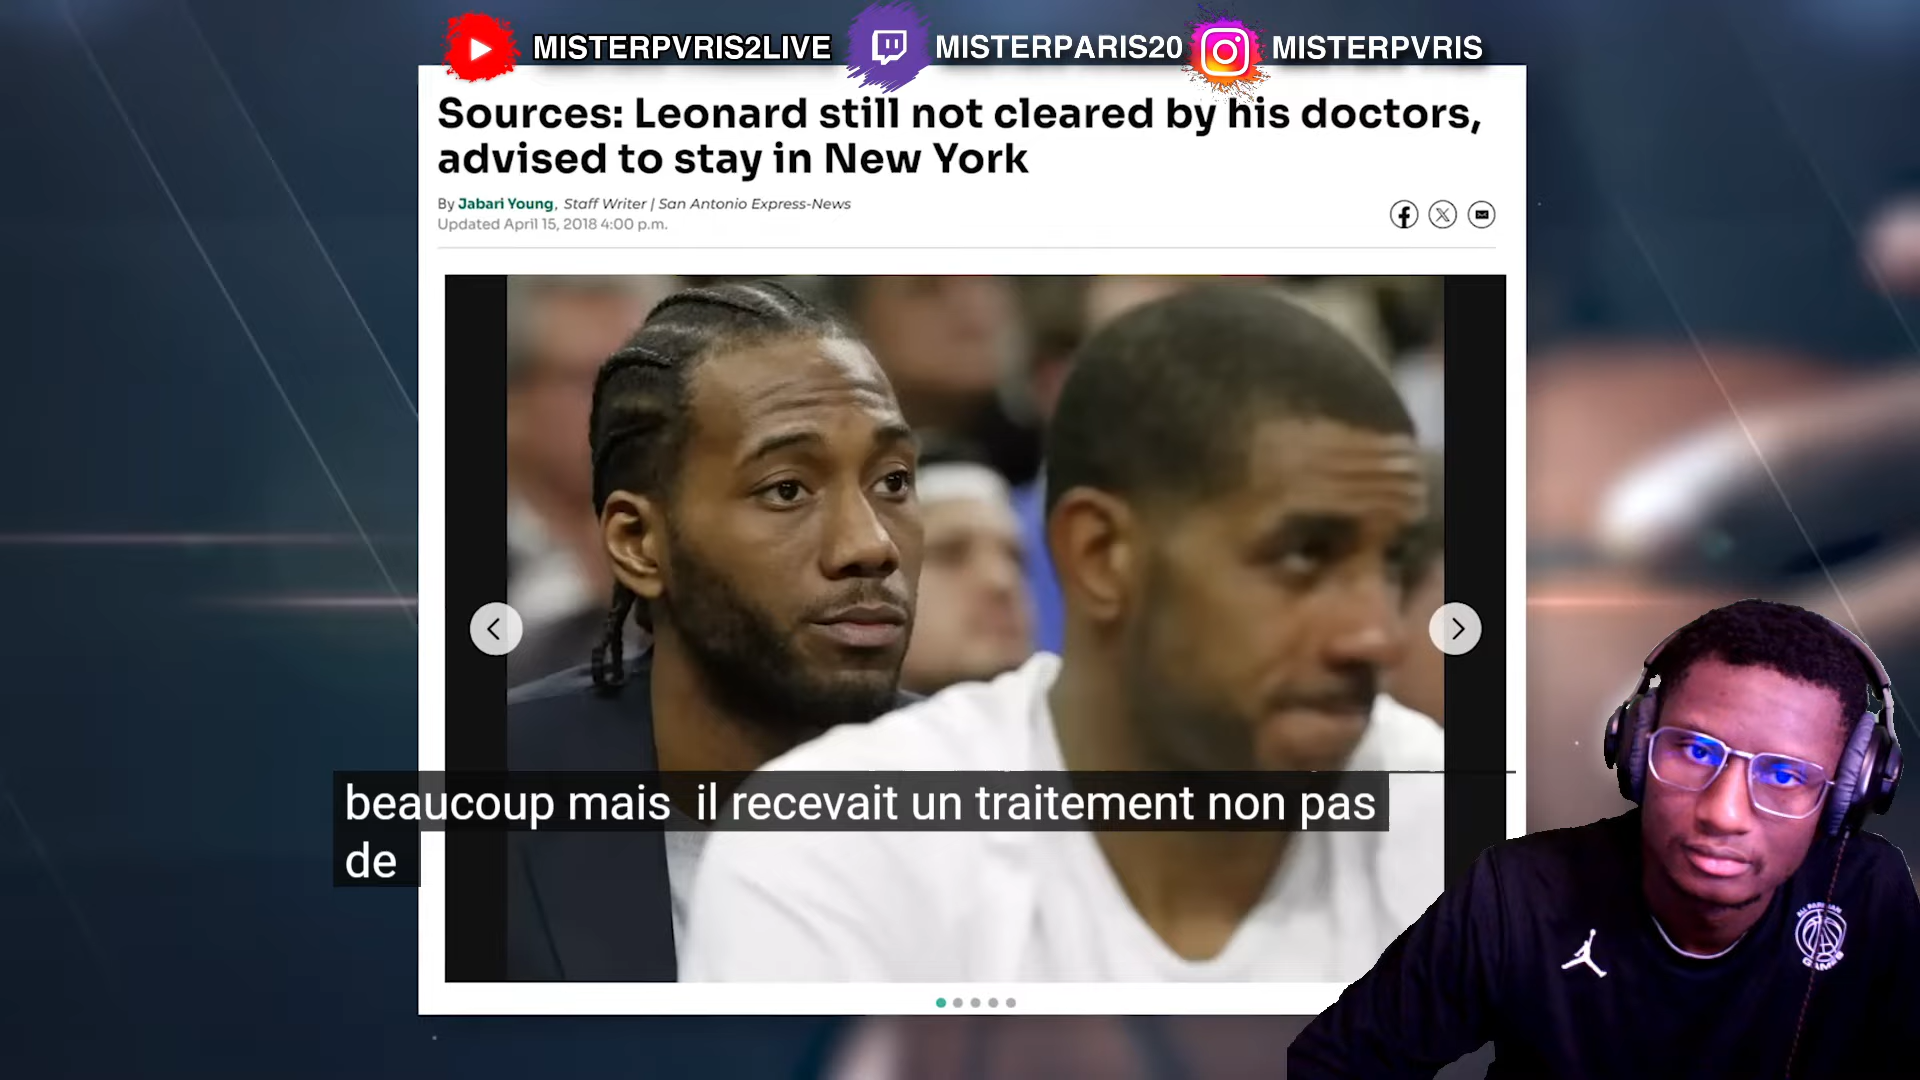 MISTERPVRIS2LIVE MISTERPARIS20 MISTERPVRIS
Sources: Leonard still not cleared by his doctors,
advised to stay in New York
By Jabari Young, Staff Writer | San Antonio Express-News
Updated April 15, 2018 4:00 p.m.
beaucoup mais il recevait un traitement non pas
de